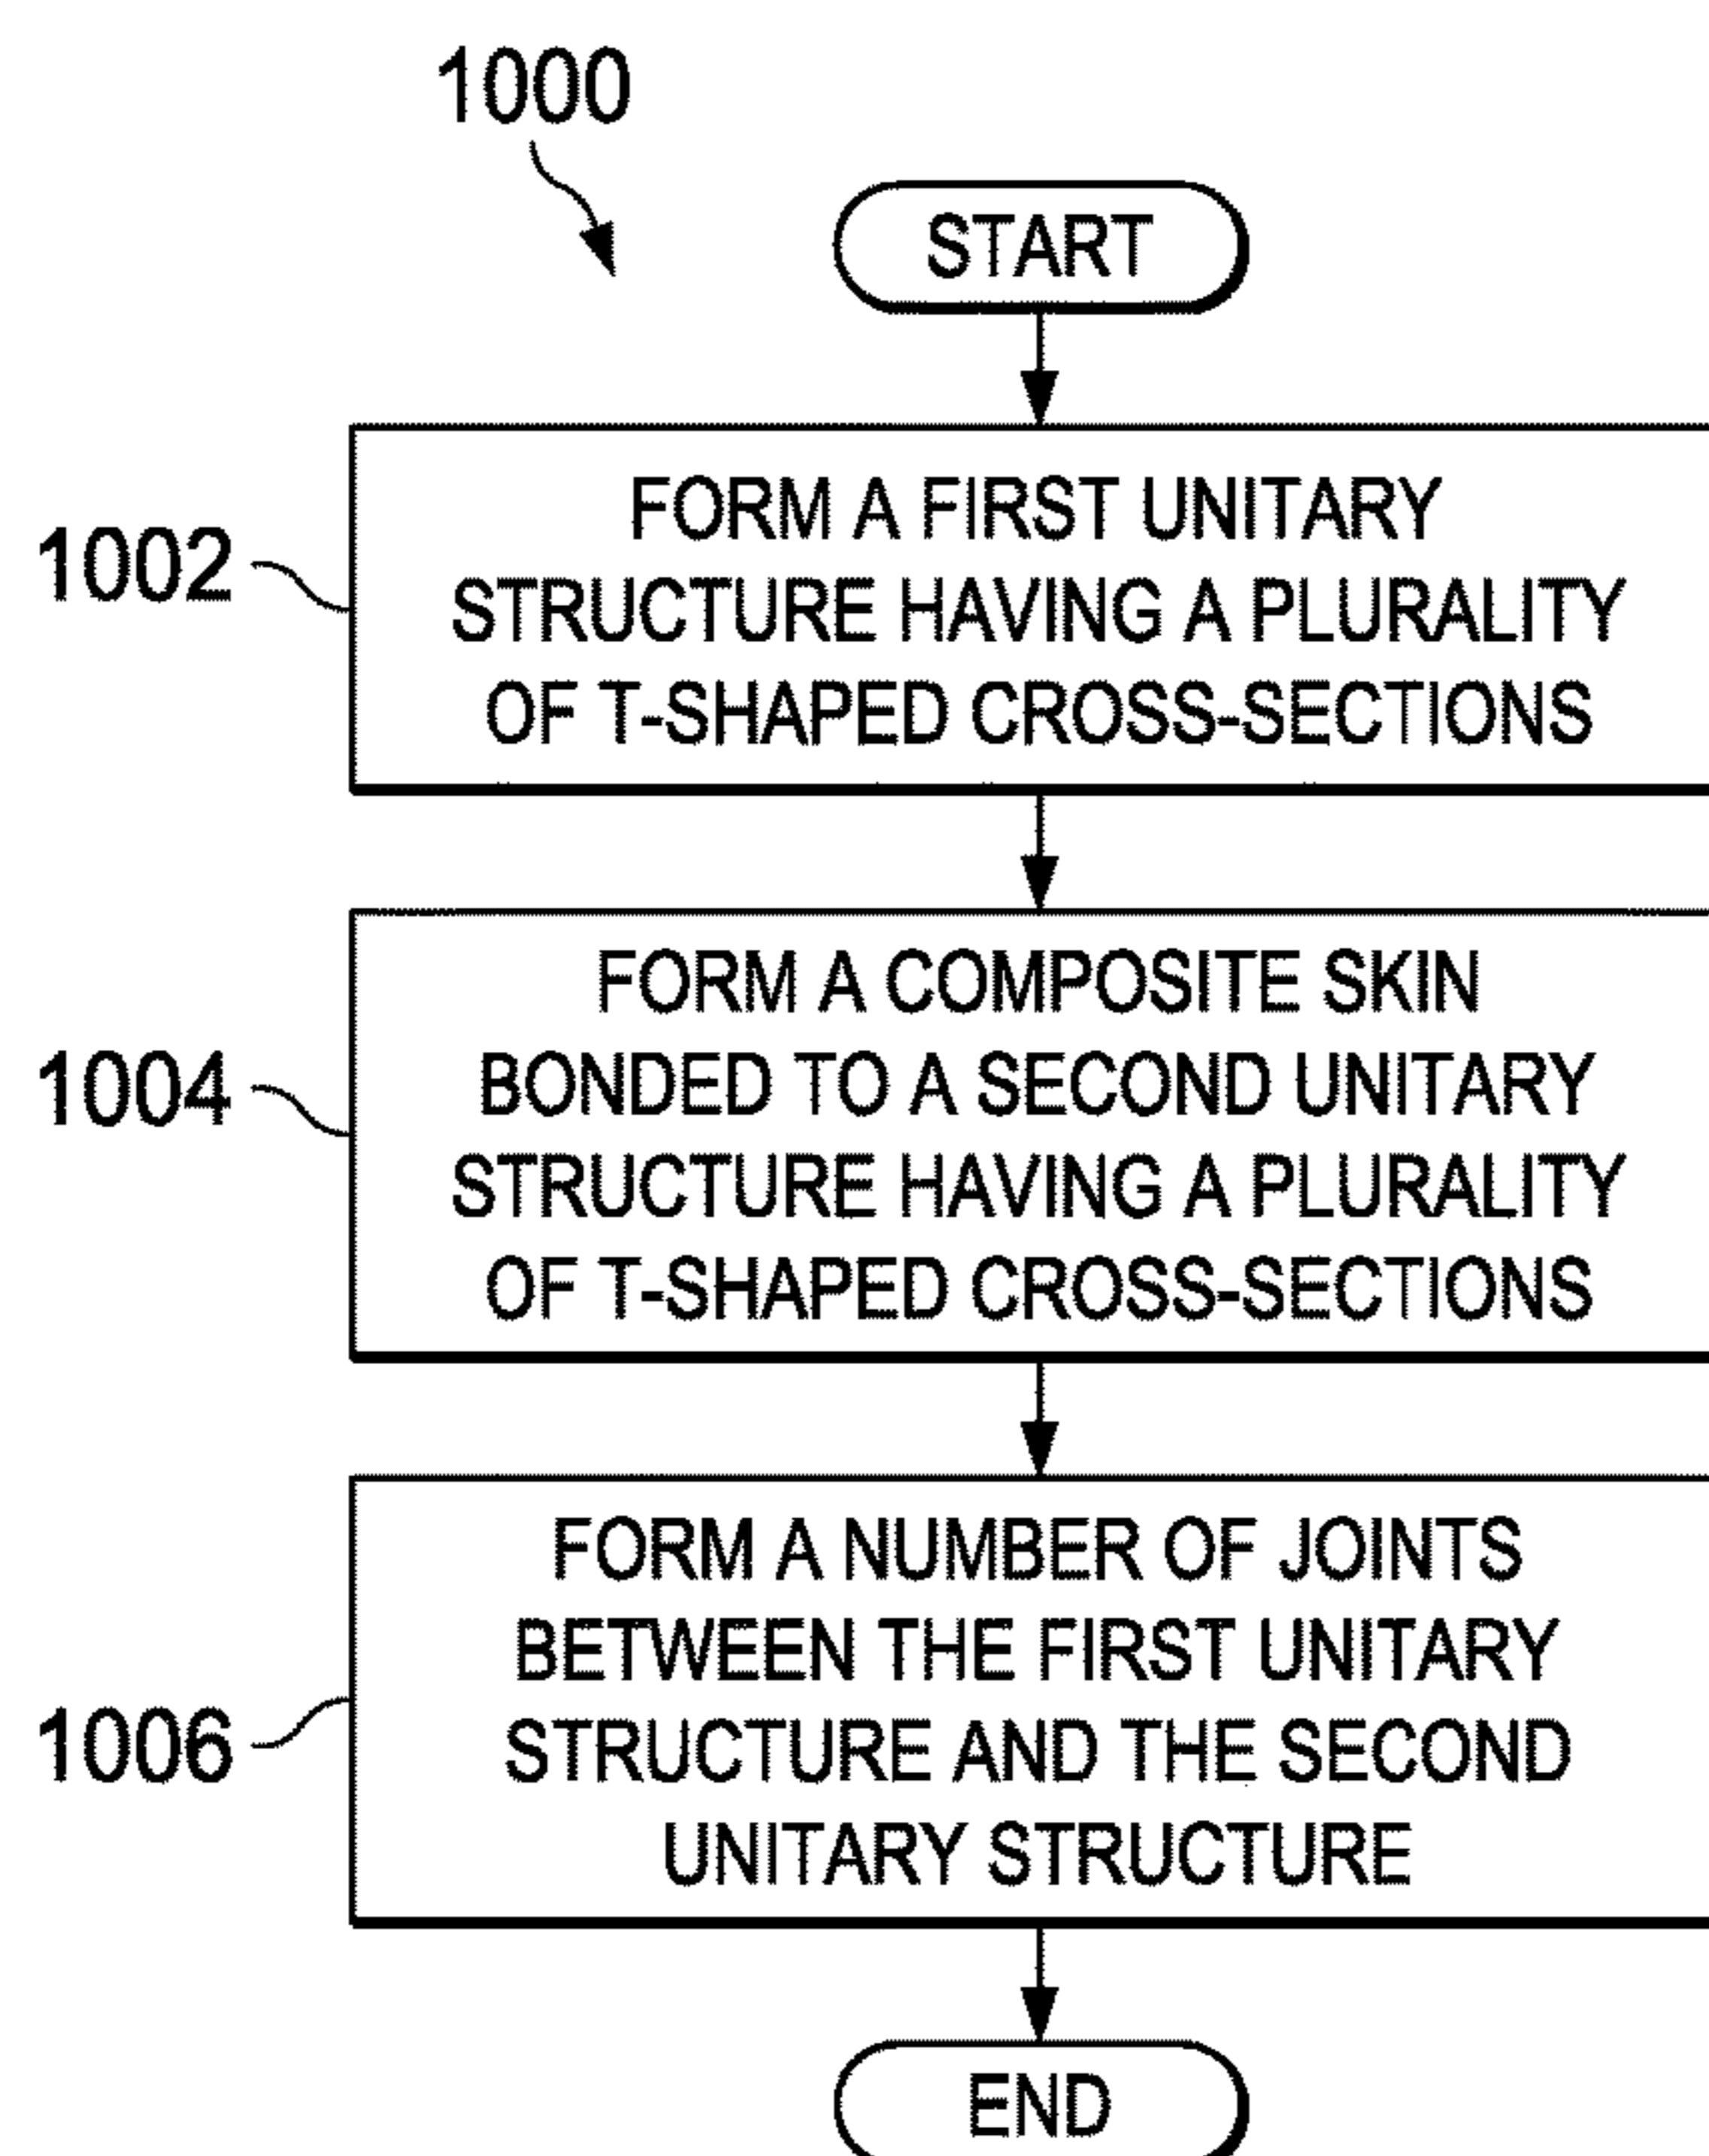 1000
START
1002
FORM A FIRST UNITARY
STRUCTURE HAVING A PLURALITY
OF T-SHAPED CROSS-SECTIONS
1004
FORM A COMPOSITE SKIN
BONDED TO A SECOND UNITARY
STRUCTURE HAVING A PLURALITY
OF T-SHAPED CROSS-SECTIONS
1006
FORM A NUMBER OF JOINTS
BETWEEN THE FIRST UNITARY
STRUCTURE AND THE SECOND
UNITARY STRUCTURE
END